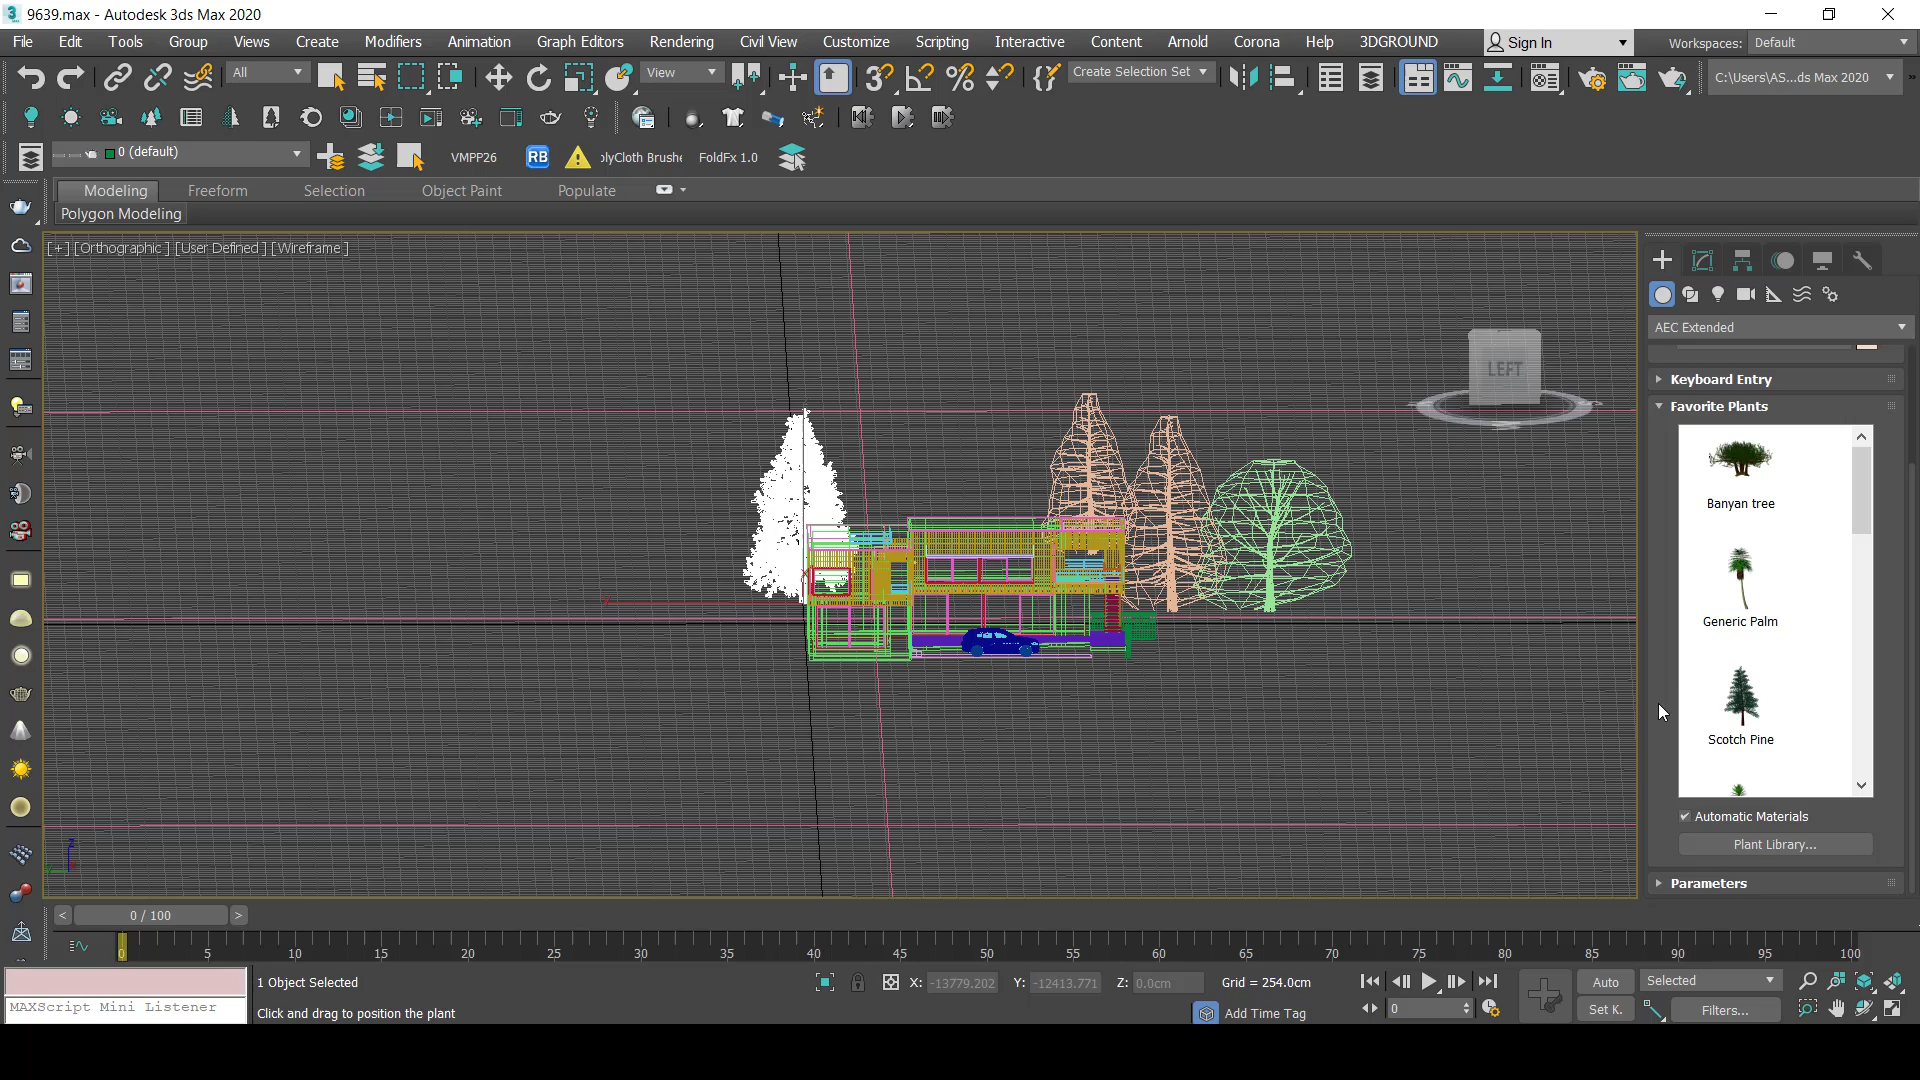 9639.max - Autodesk 3ds Max 2020
File Edit Tools Group Views Create Modifiers Animation Graph Editors Rendering Civil View Customize Scripting Interactive Content Arnold Corona Help 3DGROUND Sign In Workspaces: Default
All View Create Selection Set C:\Users\AS...ds Max 2020
0 (default) VMPP26 RB olyCloth Brushe FoldFx 1.0
Modeling Freeform Selection Object Paint Populate
Polygon Modeling
[+] [Orthographic ] [User Defined ] [Wireframe ]
LEFT
AEC Extended
Keyboard Entry
Favorite Plants
Banyan tree
Generic Palm
Scotch Pine
Automatic Materials
Plant Library...
Parameters
< 0 / 100 >
0 5 10 15 20 25 30 35 40 45 50 55 60 65 70 75 80 85 90 95 100
1 Object Selected X: -13779.202 Y: -12413.771 Z: 0.0cm Grid = 254.0cm Auto Selected
MAXScript Mini Listener Click and drag to position the plant Add Time Tag 0 Set K. Filters...